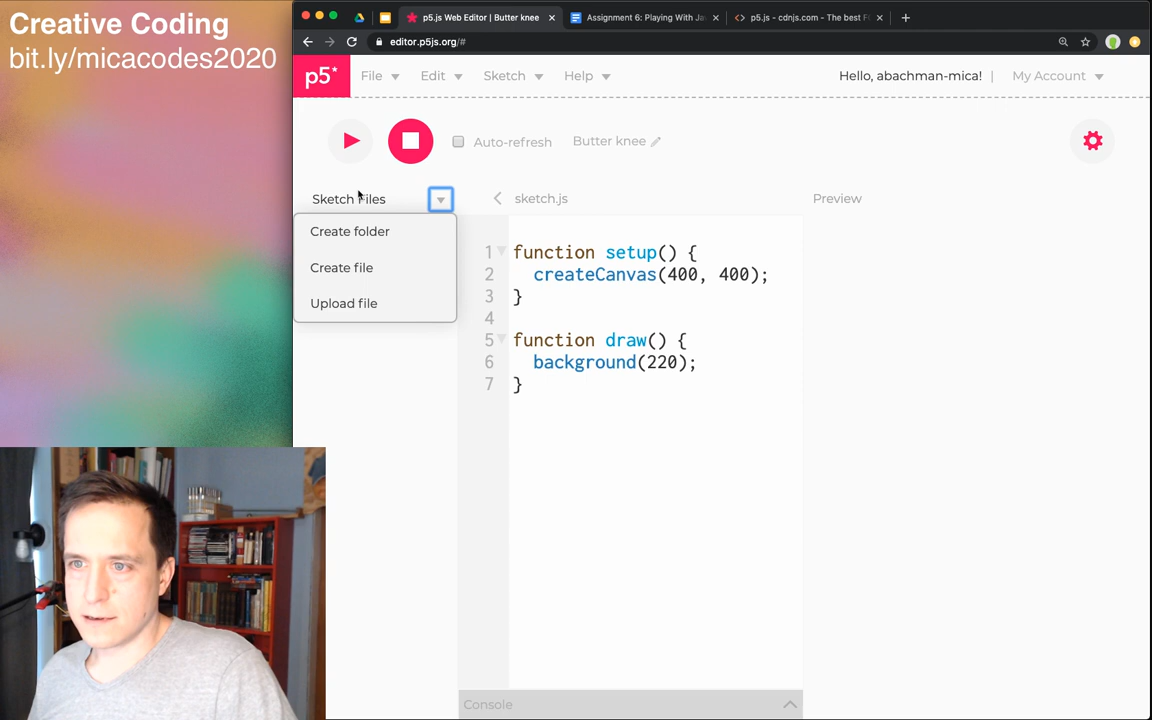 Creative Coding
bit.ly/micacodes2020
p5.js Web Editor | Butter knee
Assignment 6: Playing With Ja
p5.js - cdnjs.com - The best F
editor.p5js.org/#
p5*
File
Edit
Sketch
Help
Hello, abachman-mica!
|
My Account
Auto-refresh
Butter knee
Sketch Files
sketch.js
Preview
Create folder
Create file
Upload file
1 function setup() {
2 createCanvas(400, 400);
3 }
4
5 function draw() {
6 background(220);
7 }
Console